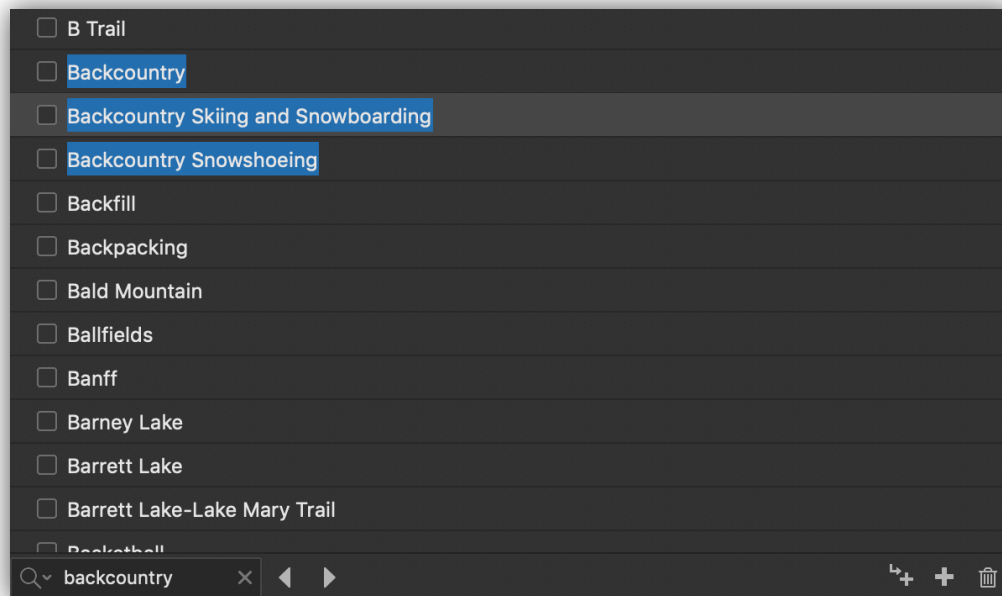 B Trail
Backcountry
Backcountry Skiing and Snowboarding
Backcountry Snowshoeing
Backfill
Backpacking
Bald Mountain
Ballfields
Banff
Barney Lake
Barrett Lake
Barrett Lake-Lake Mary Trail
Basketball
backcountry